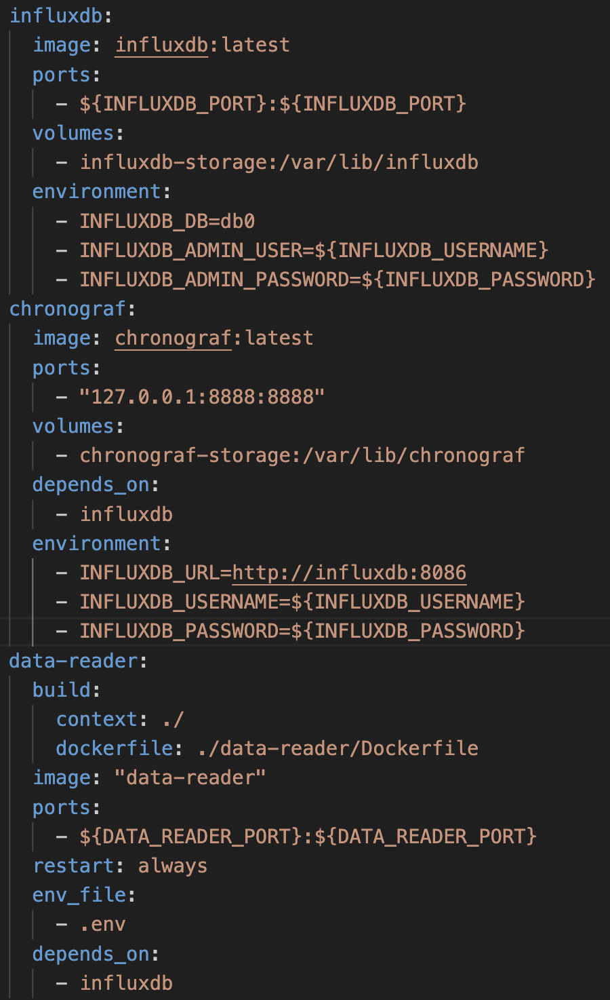 influxdb:
  image: influxdb:latest
  ports:
    - ${INFLUXDB_PORT}:${INFLUXDB_PORT}
  volumes:
    - influxdb-storage:/var/lib/influxdb
  environment:
    - INFLUXDB_DB=db0
    - INFLUXDB_ADMIN_USER=${INFLUXDB_USERNAME}
    - INFLUXDB_ADMIN_PASSWORD=${INFLUXDB_PASSWORD}
chronograf:
  image: chronograf:latest
  ports:
    - "127.0.0.1:8888:8888"
  volumes:
    - chronograf-storage:/var/lib/chronograf
  depends_on:
    - influxdb
  environment:
    - INFLUXDB_URL=http://influxdb:8086
    - INFLUXDB_USERNAME=${INFLUXDB_USERNAME}
    - INFLUXDB_PASSWORD=${INFLUXDB_PASSWORD}
data-reader:
  build:
    context: ./
    dockerfile: ./data-reader/Dockerfile
  image: "data-reader"
  ports:
    - ${DATA_READER_PORT}:${DATA_READER_PORT}
  restart: always
  env_file:
    - .env
  depends_on:
    - influxdb